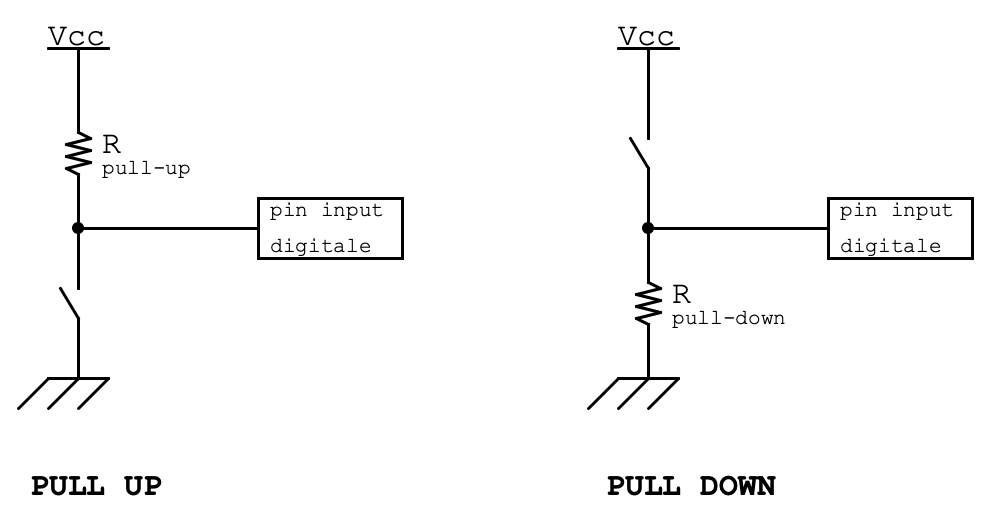 Vcc
R
pull-up
pin input
digitale
PULL UP
Vcc
pin input
digitale
R
pull-down
PULL DOWN